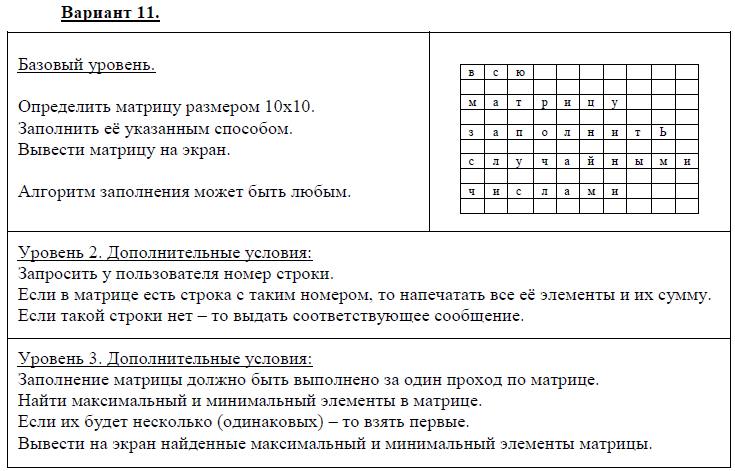 Вариант 11.
Базовый уровень.
Определить матрицу размером 10х10.
Заполнить её указанным способом.
Вывести матрицу на экран.
Алгоритм заполнения может быть любым.
в с ю
м а т р и ц у
з а п о л н и т Ь
с л у ч а й н ы м и
ч и с л а м и
Уровень 2. Дополнительные условия:
Запросить у пользователя номер строки.
Если в матрице есть строка с таким номером, то напечатать все её элементы и их сумму.
Если такой строки нет – то выдать соответствующее сообщение.
Уровень 3. Дополнительные условия:
Заполнение матрицы должно быть выполнено за один проход по матрице.
Найти максимальный и минимальный элементы в матрице.
Если их будет несколько (одинаковых) – то взять первые.
Вывести на экран найденные максимальный и минимальный элементы матрицы.